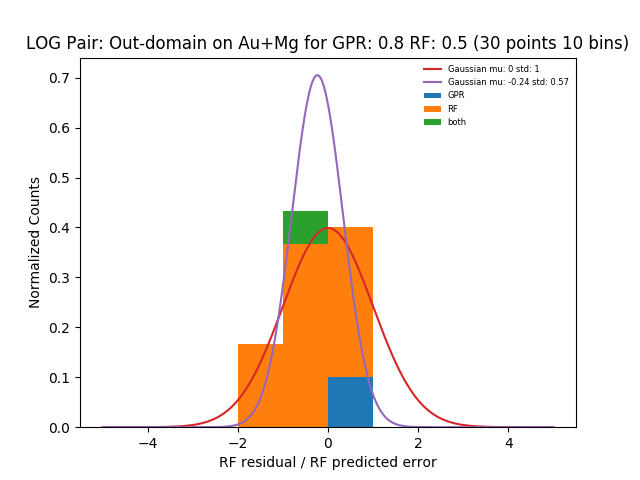 LOG Pair: Out-domain on Au+Mg for GPR: 0.8 RF: 0.5 (30 points 10 bins)
Gaussian mu: 0 std: 1
Gaussian mu: -0.24 std: 0.57
GPR
RF
both
Normalized Counts
0.7
0.6
0.5
0.4
0.3
0.2
0.1
0.0
−4
−2
0
2
4
RF residual / RF predicted error